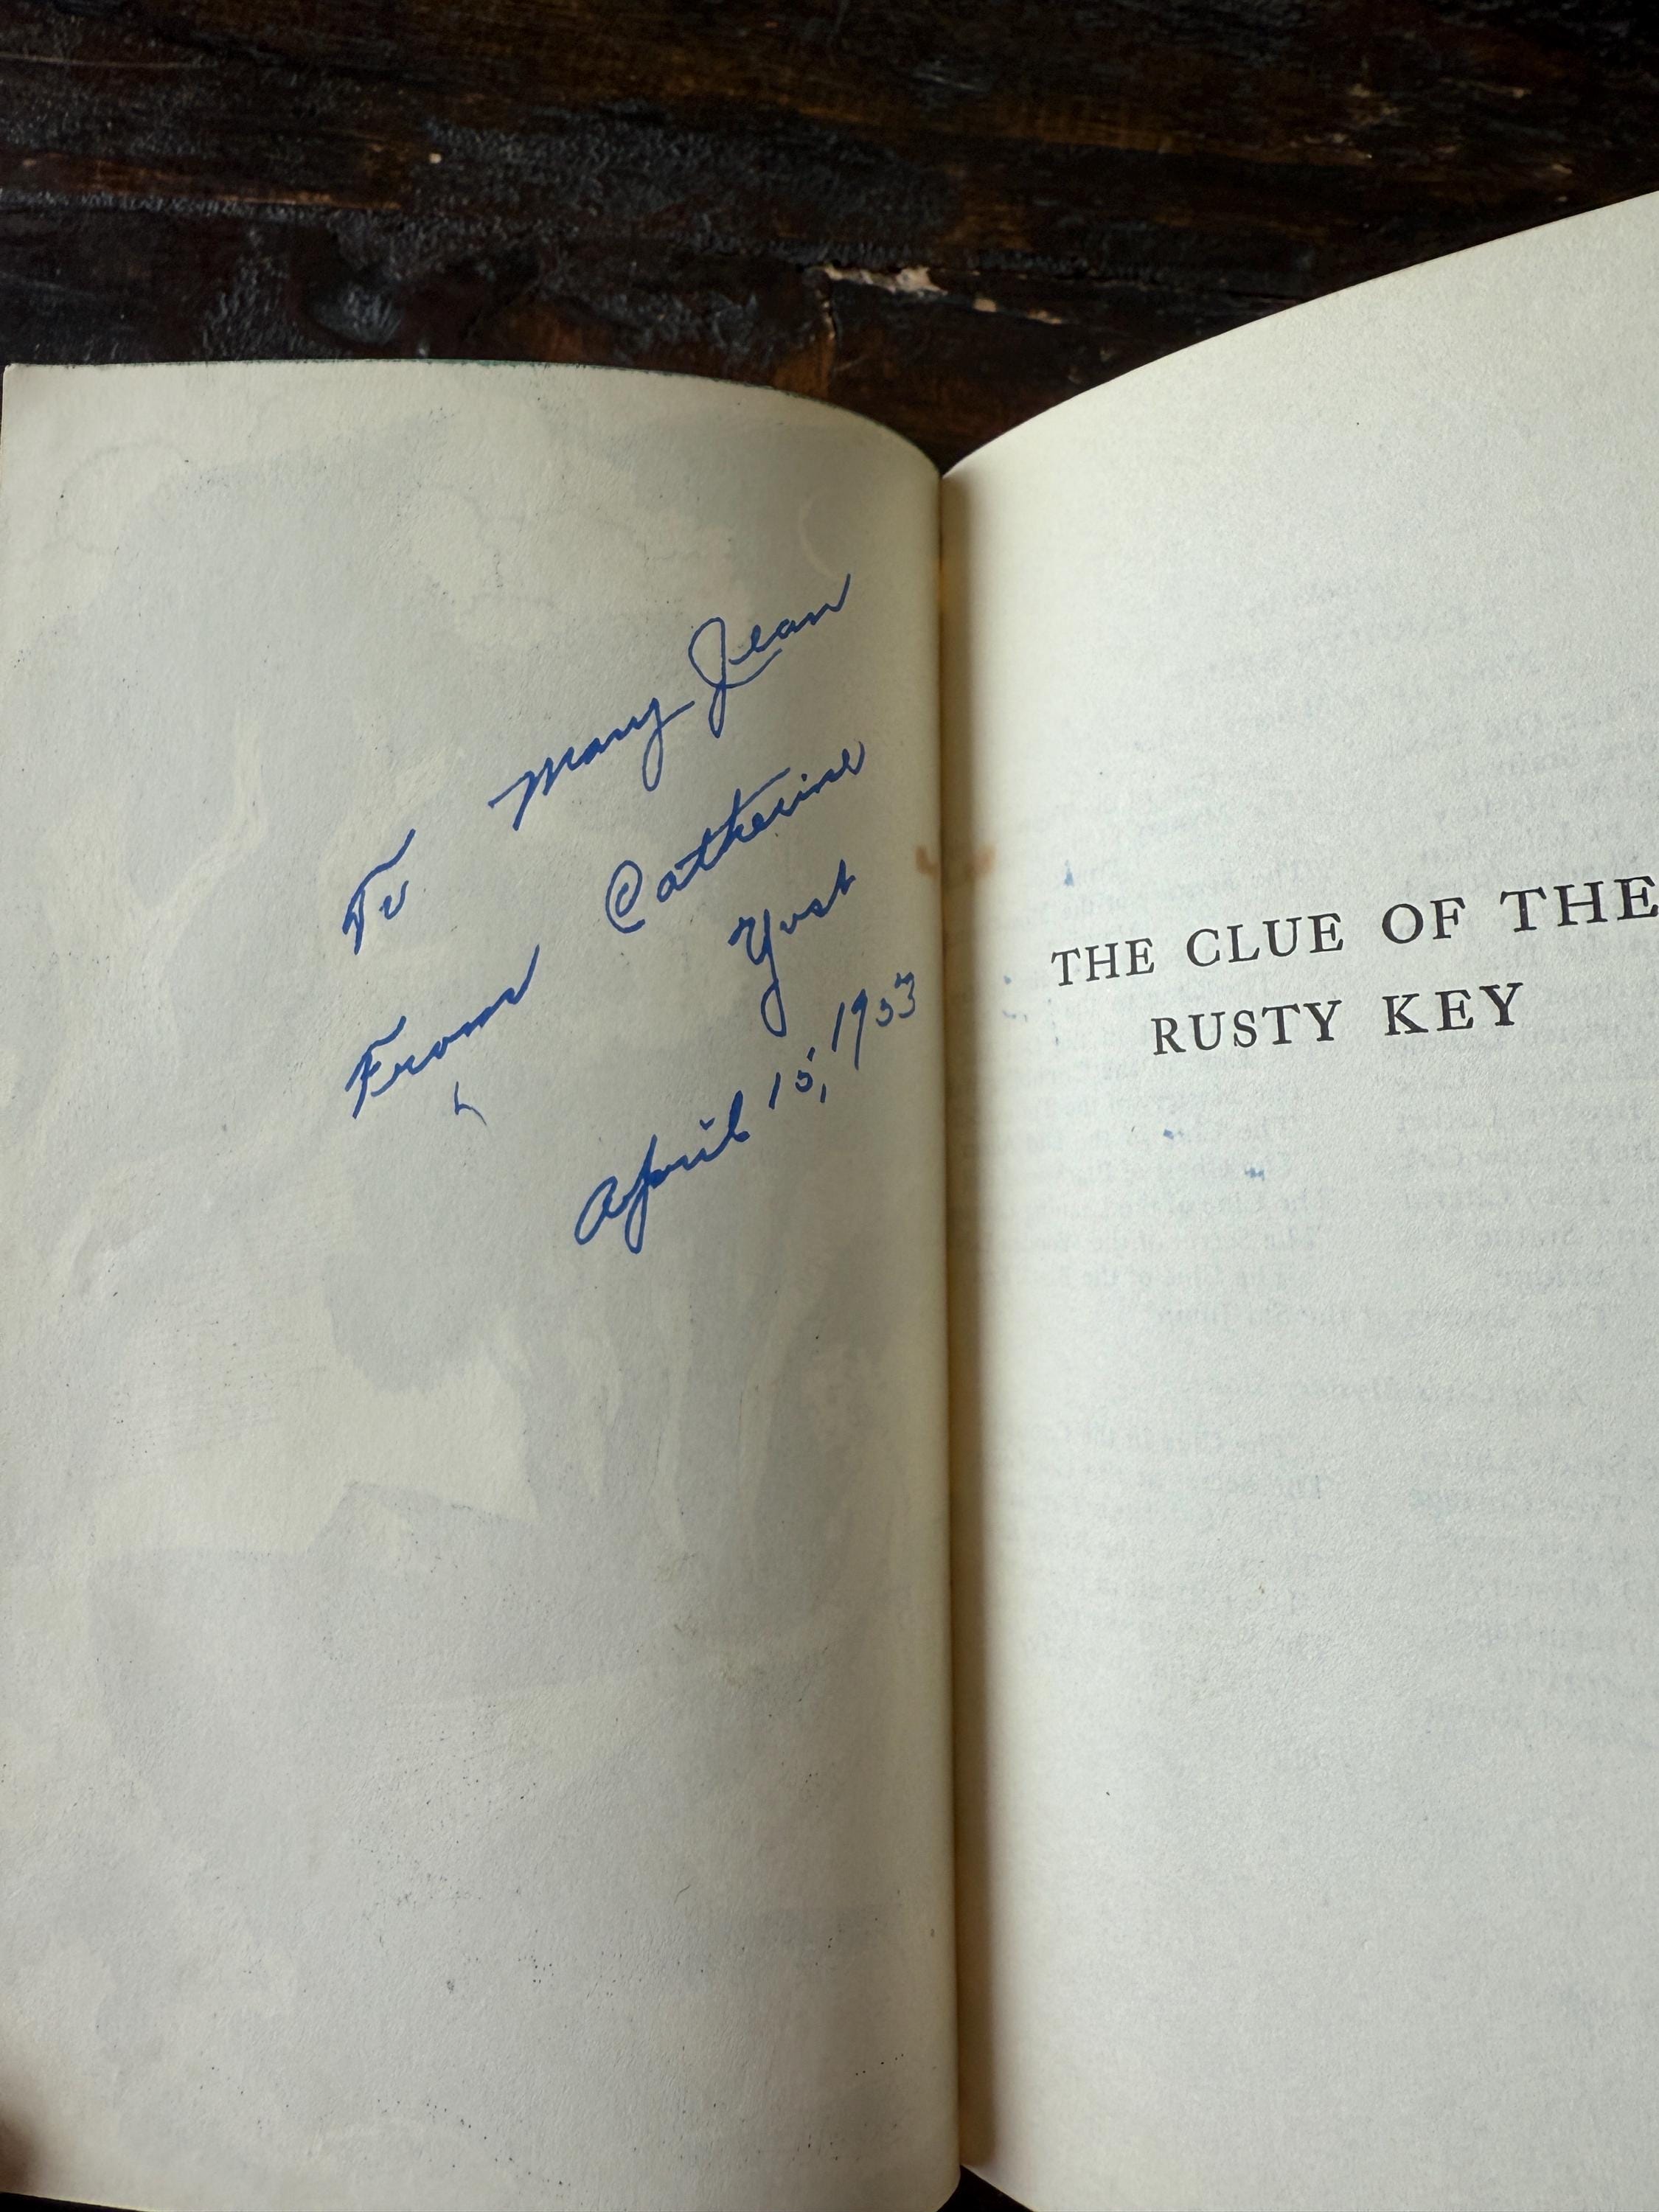 To Mary Jean
From Catherine
Yost
April 15, 1953
THE CLUE OF THE
RUSTY KEY